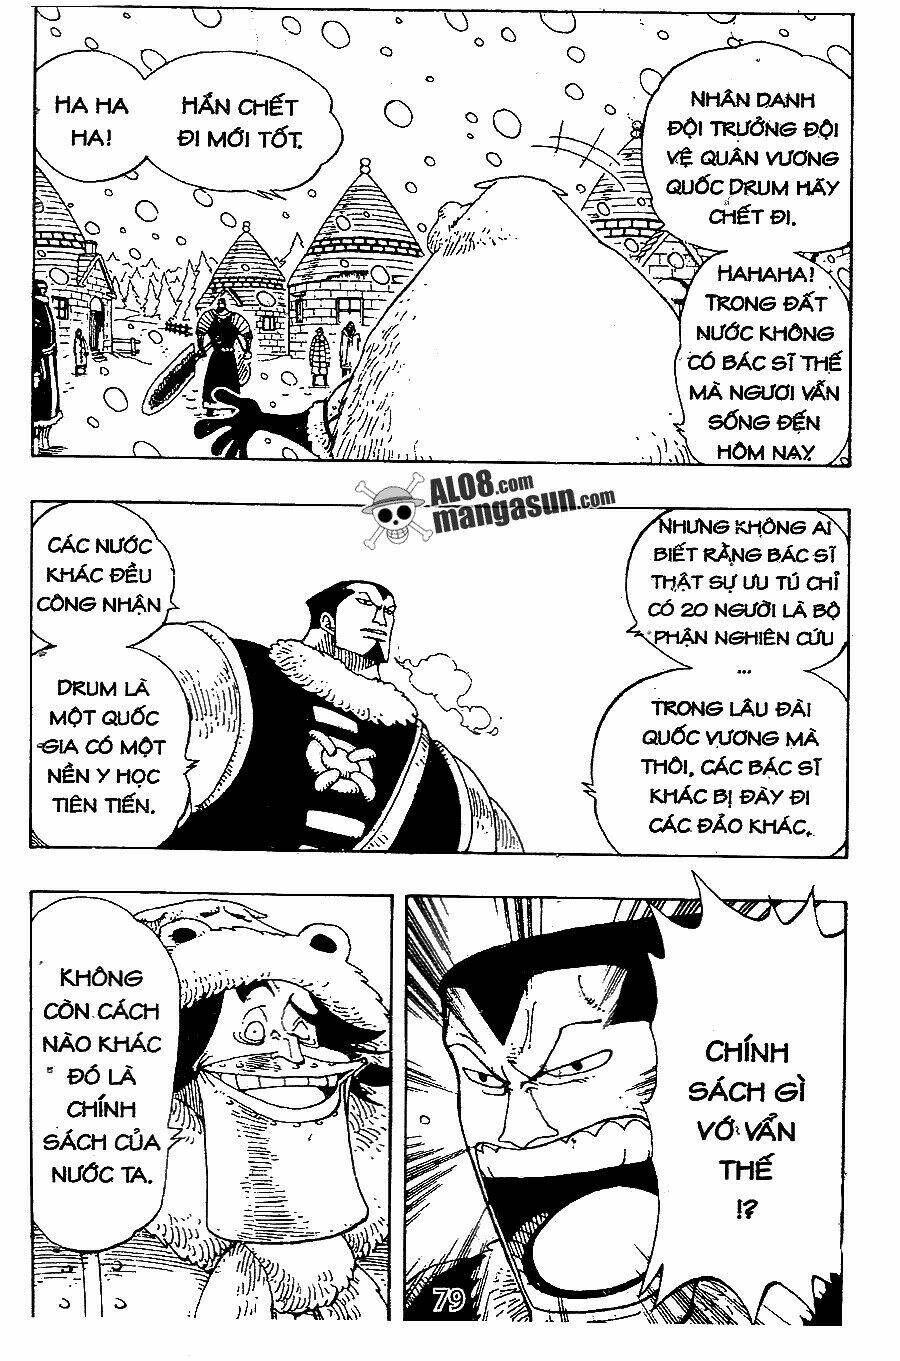 NHÂN DANH
ĐỘI TRƯỞNG ĐỘI
VỆ QUÂN VƯƠNG
QUỐC DRUM HÃY
CHẾT ĐI.
HAHAHA!
TRONG ĐẤT
NƯỚC KHÔNG
CÓ BÁC SĨ THẾ
MÀ NGƯƠI VẪN
SỐNG ĐẾN
HÔM NAY.
HẮN CHẾT
ĐI MỚI TỐT.
HA HA
HA!
AL08.com
mangasun.com
NHƯNG KHÔNG AI
BIẾT RẰNG BÁC SĨ
THẬT SỰ ƯU TÚ CHỈ
CÓ 20 NGƯỜI LÀ BỘ
PHẬN NGHIÊN CỨU
...
TRONG LÂU ĐÀI
QUỐC VƯƠNG MÀ
THÔI, CÁC BÁC SĨ
KHÁC BỊ ĐÀY ĐI
CÁC ĐẢO KHÁC.
CÁC NƯỚC
KHÁC ĐỀU
CÔNG NHẬN
DRUM LÀ
MỘT QUỐC
GIA CÓ MỘT
NỀN Y HỌC
TIÊN TIẾN.
CHÍNH
SÁCH GÌ
VỚ VẨN
THẾ
!?
KHÔNG
CÒN CÁCH
NÀO KHÁC
ĐÓ LÀ
CHÍNH
SÁCH CỦA
NƯỚC TA.
79